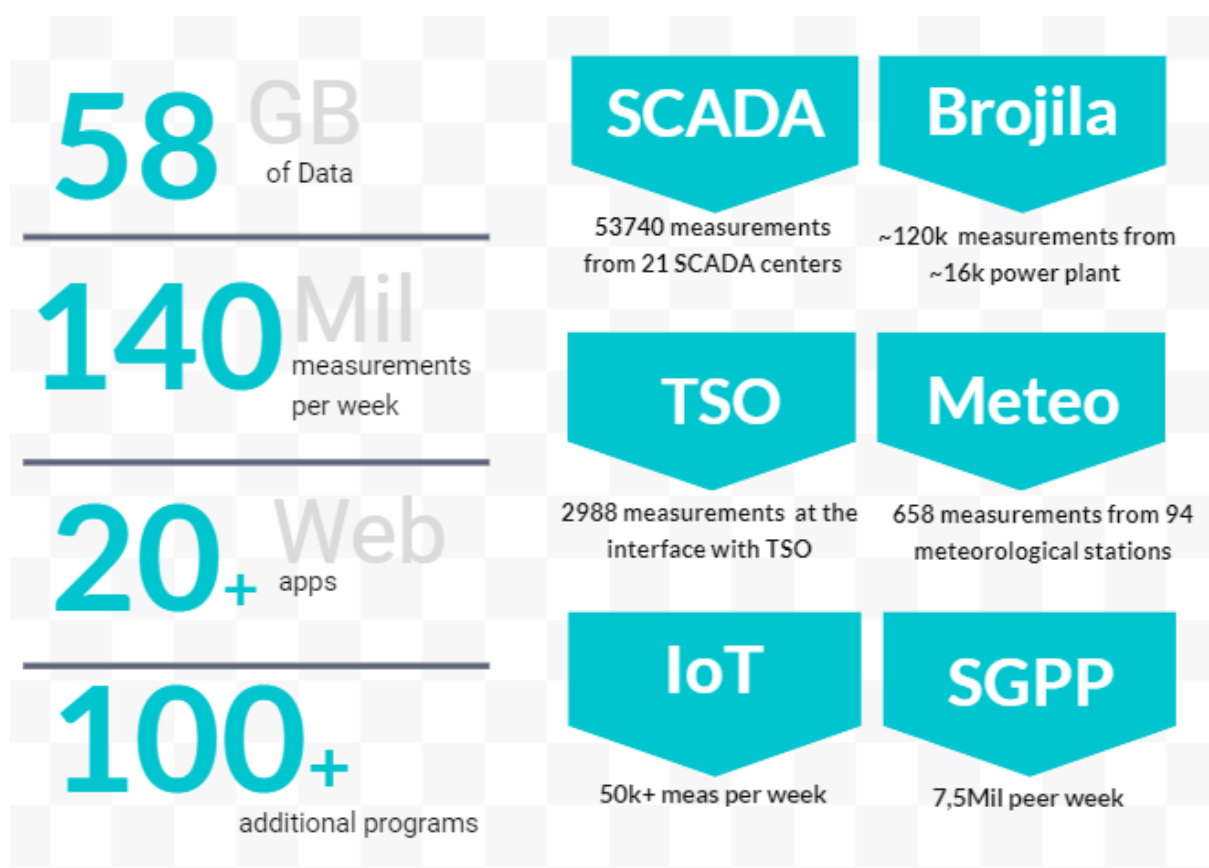 58 GB
of Data
140 Mil
measurements
per week
20+ Web
apps
100+
additional programs
SCADA
53740 measurements
from 21 SCADA centers
Brojila
~120k measurements from
~16k power plant
TSO
2988 measurements at the
interface with TSO
Meteo
658 measurements from 94
meteorological stations
IoT
50k+ meas per week
SGPP
7,5Mil peer week